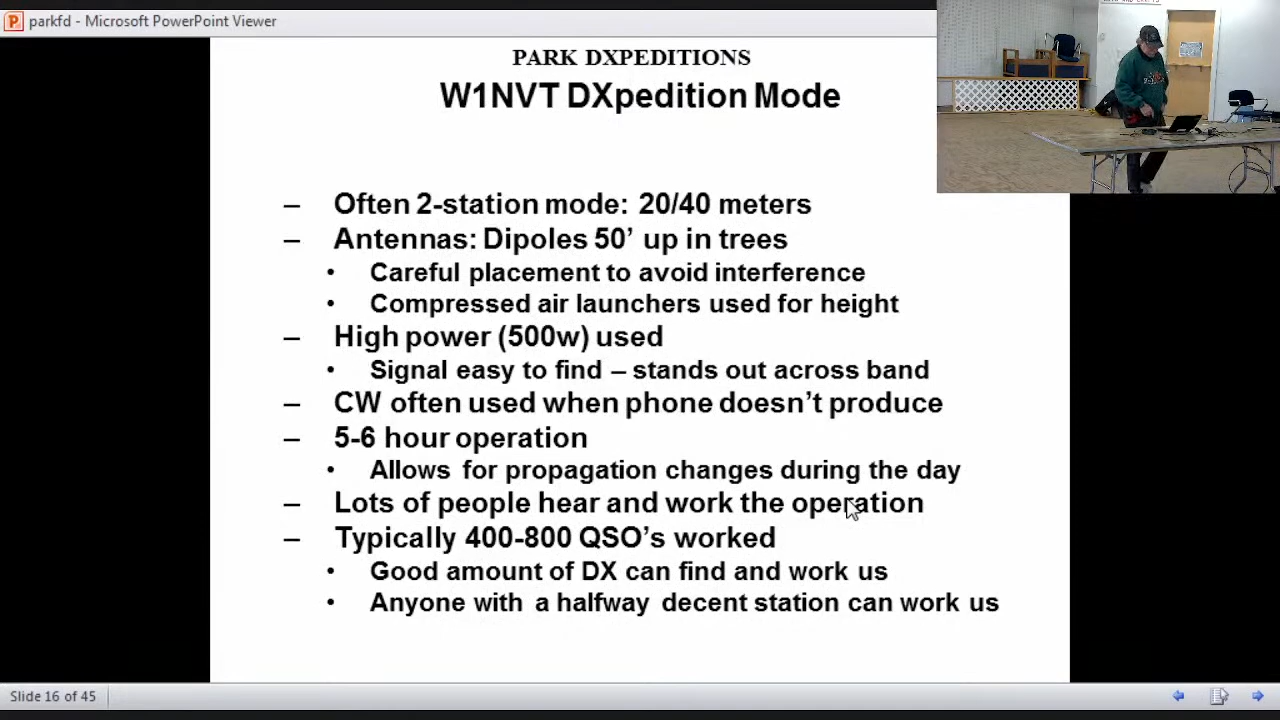 parkfd - Microsoft PowerPoint Viewer
PARK DXPEDITIONS
W1NVT DXpedition Mode
– Often 2-station mode: 20/40 meters
– Antennas: Dipoles 50’ up in trees
• Careful placement to avoid interference
• Compressed air launchers used for height
– High power (500w) used
• Signal easy to find – stands out across band
– CW often used when phone doesn’t produce
– 5-6 hour operation
• Allows for propagation changes during the day
– Lots of people hear and work the operation
– Typically 400-800 QSO’s worked
• Good amount of DX can find and work us
• Anyone with a halfway decent station can work us
Slide 16 of 45